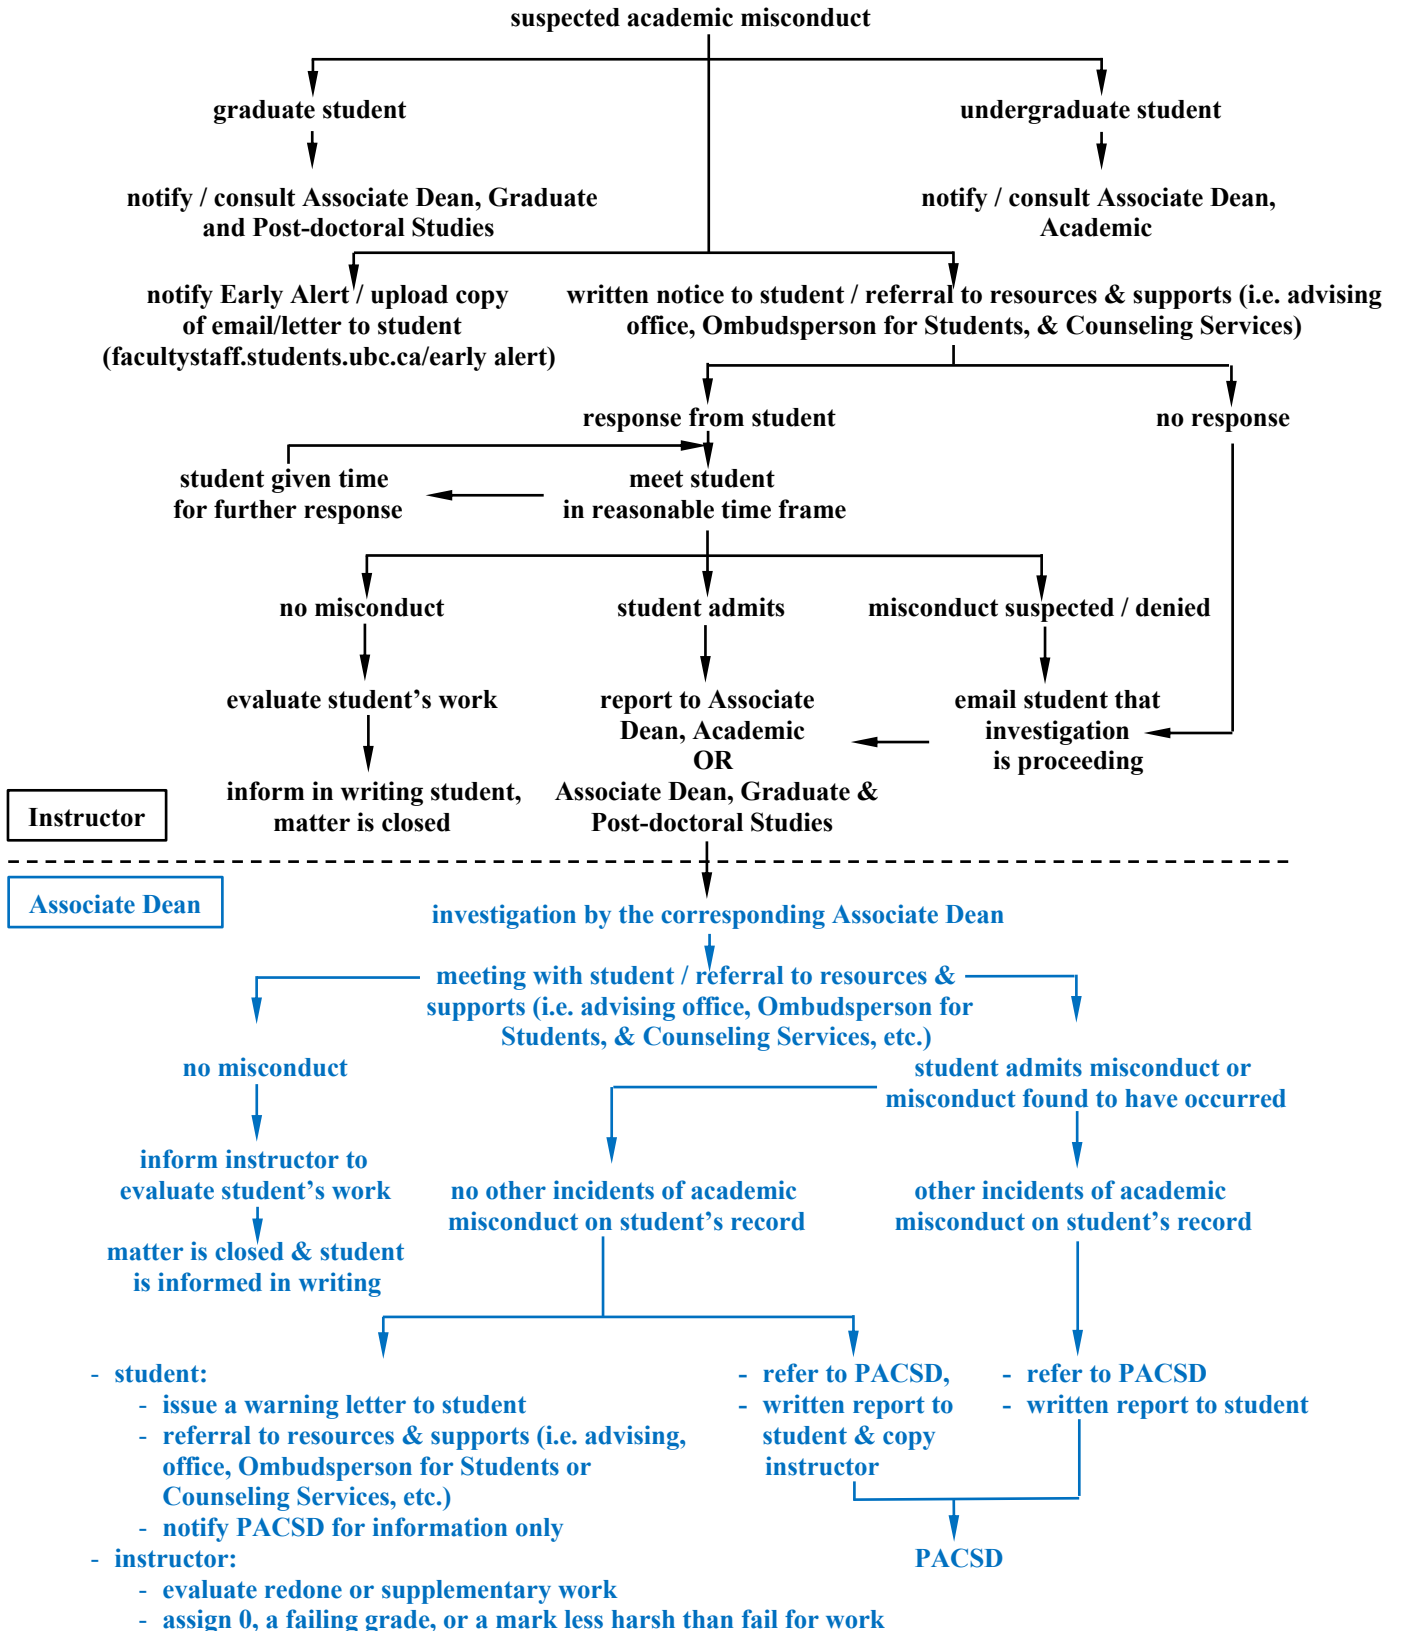 suspected academic misconduct
graduate student
undergraduate student
notify / consult Associate Dean, Graduate
and Post-doctoral Studies
notify / consult Associate Dean,
Academic
notify Early Alert / upload copy
of email/letter to student
(facultystaff.students.ubc.ca/early alert)
written notice to student / referral to resources & supports (i.e. advising
office, Ombudsperson for Students, & Counseling Services)
response from student
no response
student given time
for further response
meet student
in reasonable time frame
no misconduct
student admits
misconduct suspected / denied
evaluate student’s work
report to Associate
Dean, Academic
OR
Associate Dean, Graduate &
Post-doctoral Studies
email student that
investigation
is proceeding
inform in writing student,
matter is closed
Instructor
Associate Dean
investigation by the corresponding Associate Dean
meeting with student / referral to resources &
supports (i.e. advising office, Ombudsperson for
Students, & Counseling Services, etc.)
no misconduct
student admits misconduct or
misconduct found to have occurred
inform instructor to
evaluate student’s work
no other incidents of academic
misconduct on student’s record
other incidents of academic
misconduct on student’s record
matter is closed & student
is informed in writing
- student:
- issue a warning letter to student
- referral to resources & supports (i.e. advising,
office, Ombudsperson for Students or
Counseling Services, etc.)
- notify PACSD for information only
- instructor:
- evaluate redone or supplementary work
- assign 0, a failing grade, or a mark less harsh than fail for work
- refer to PACSD,
- written report to
student & copy
instructor
- refer to PACSD
- written report to student
PACSD